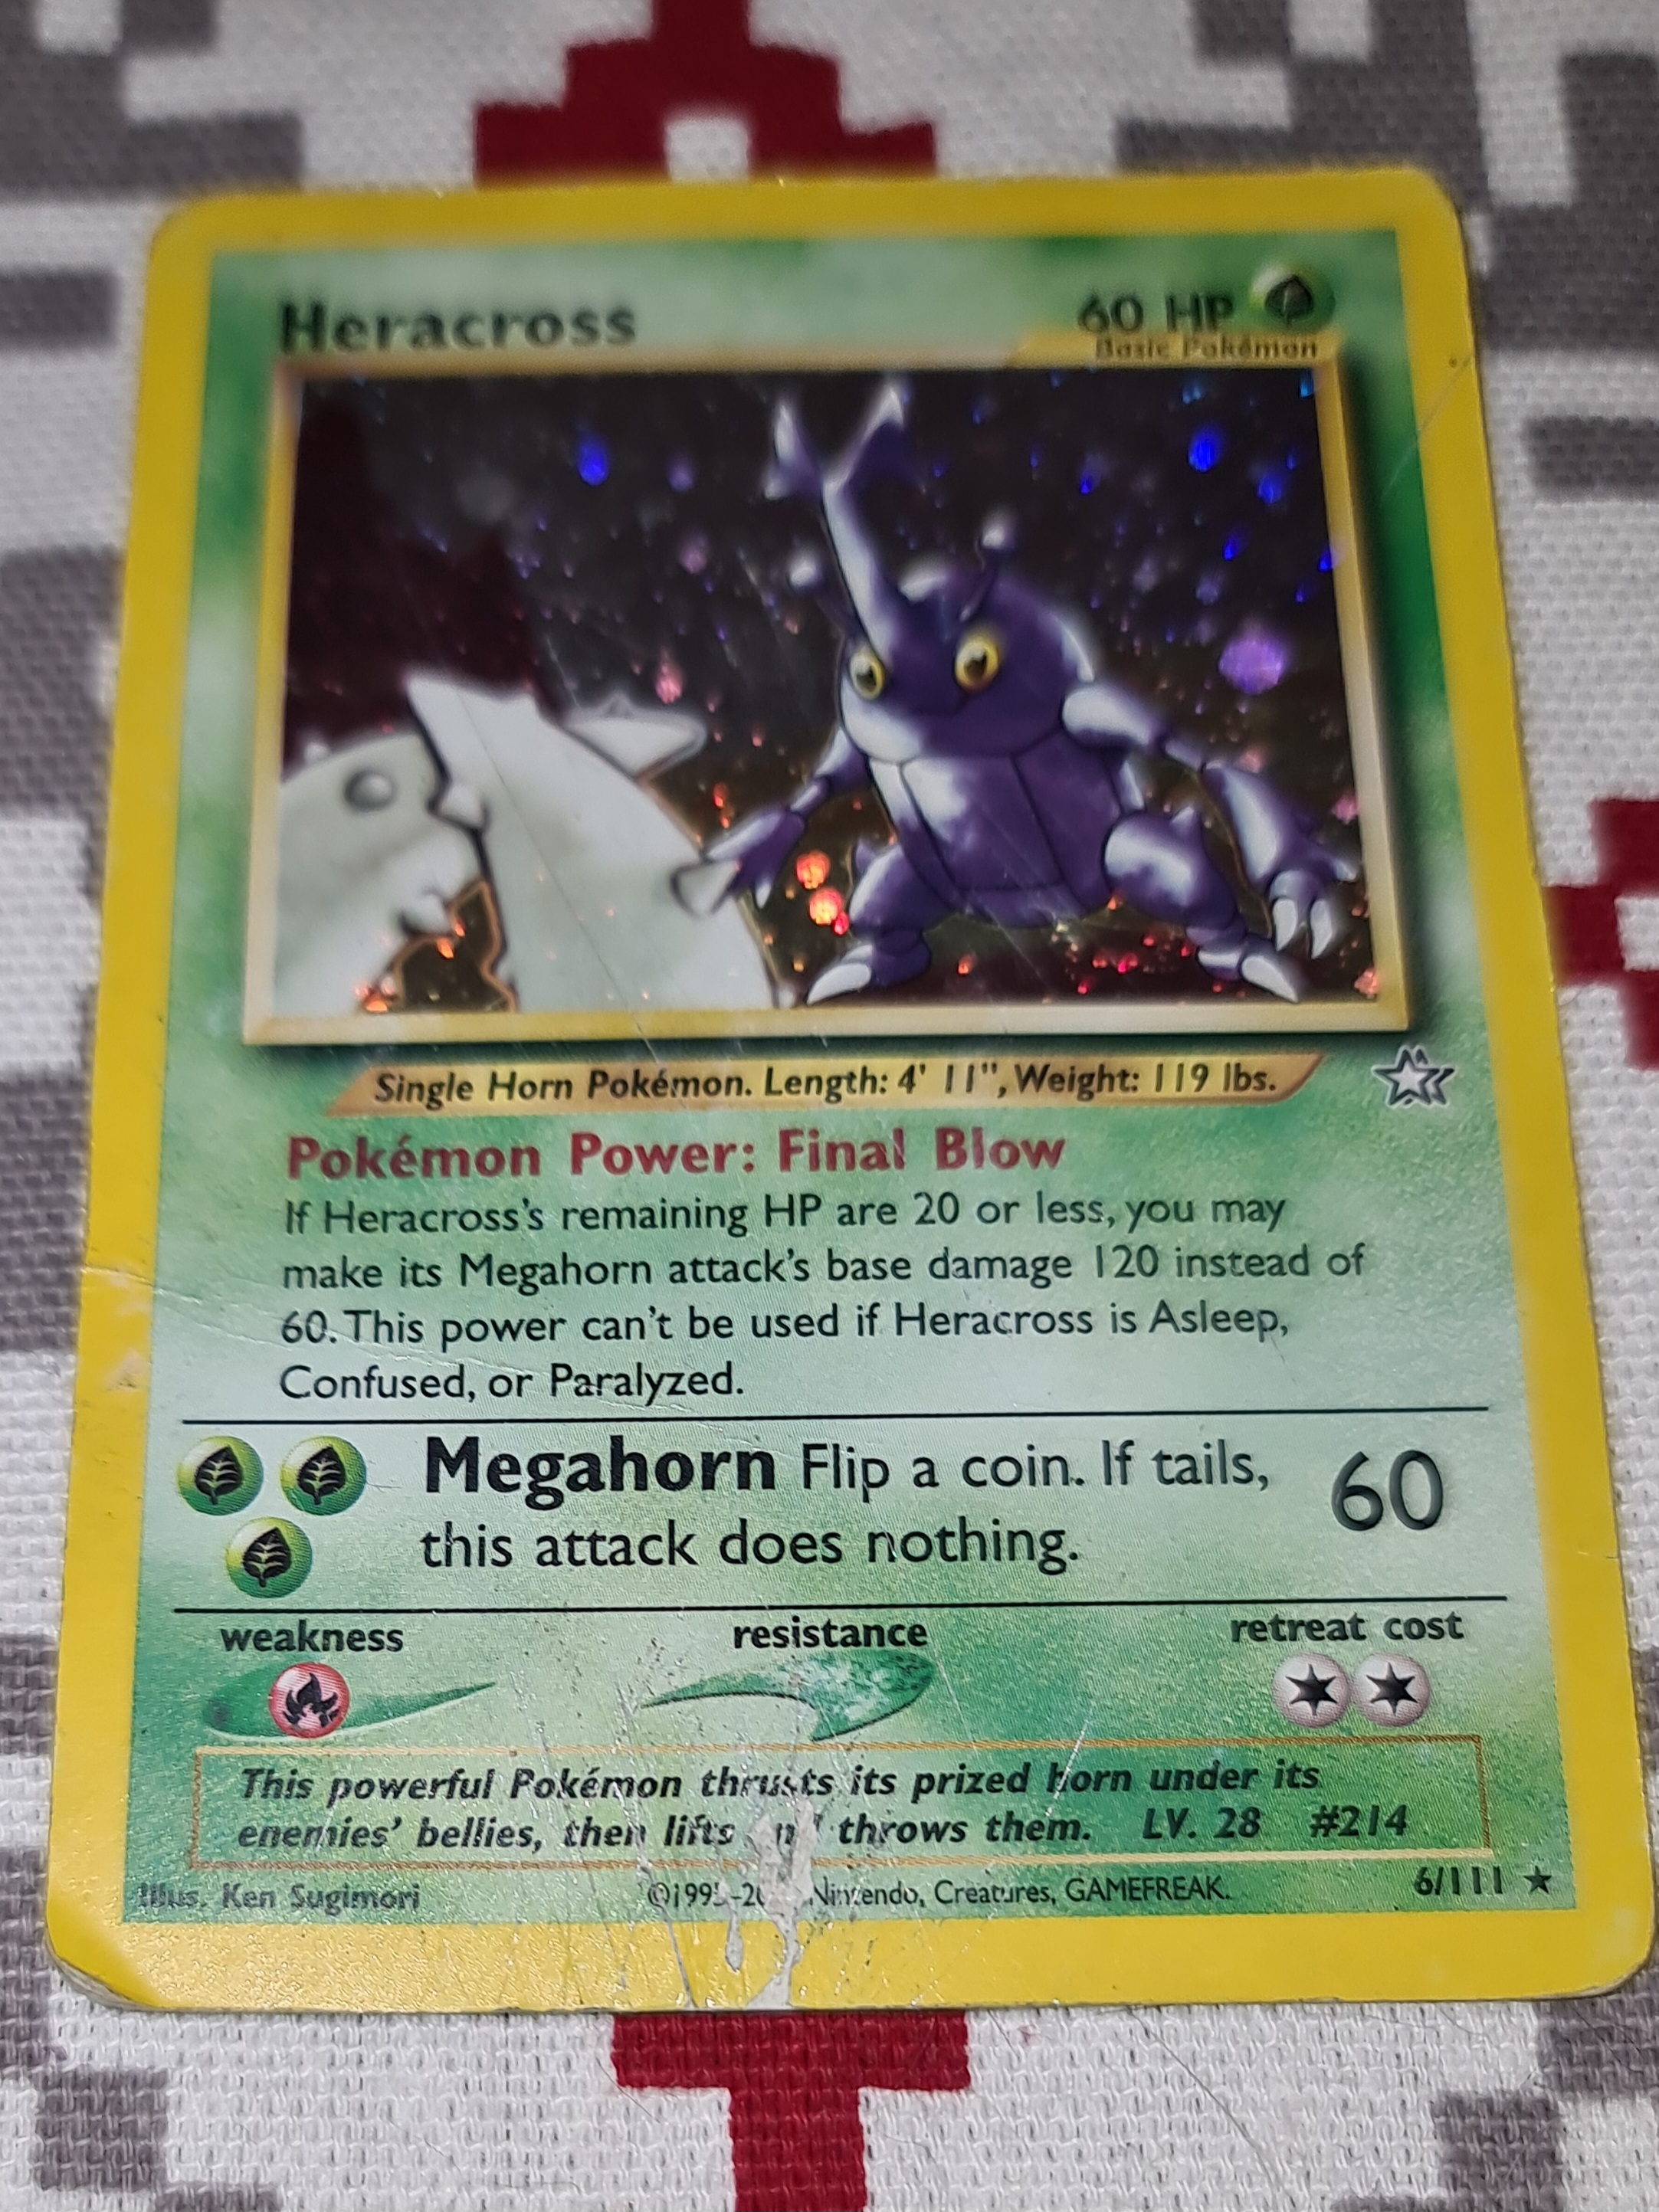 Heracross
60 HP
Basic Pokémon
Single Horn Pokémon. Length: 4' 11", Weight: 119 lbs.
Pokémon Power: Final Blow
If Heracross's remaining HP are 20 or less, you may
make its Megahorn attack's base damage 120 instead of
60. This power can't be used if Heracross is Asleep,
Confused, or Paralyzed.
Megahorn Flip a coin. If tails, 60
this attack does nothing.
weakness resistance retreat cost
This powerful Pokémon thrusts its prized horn under its
enemies' bellies, then lifts throws them. LV. 28 #214
Illus. Ken Sugimori Nintendo, Creatures, GAMEFREAK. 6/111 ★